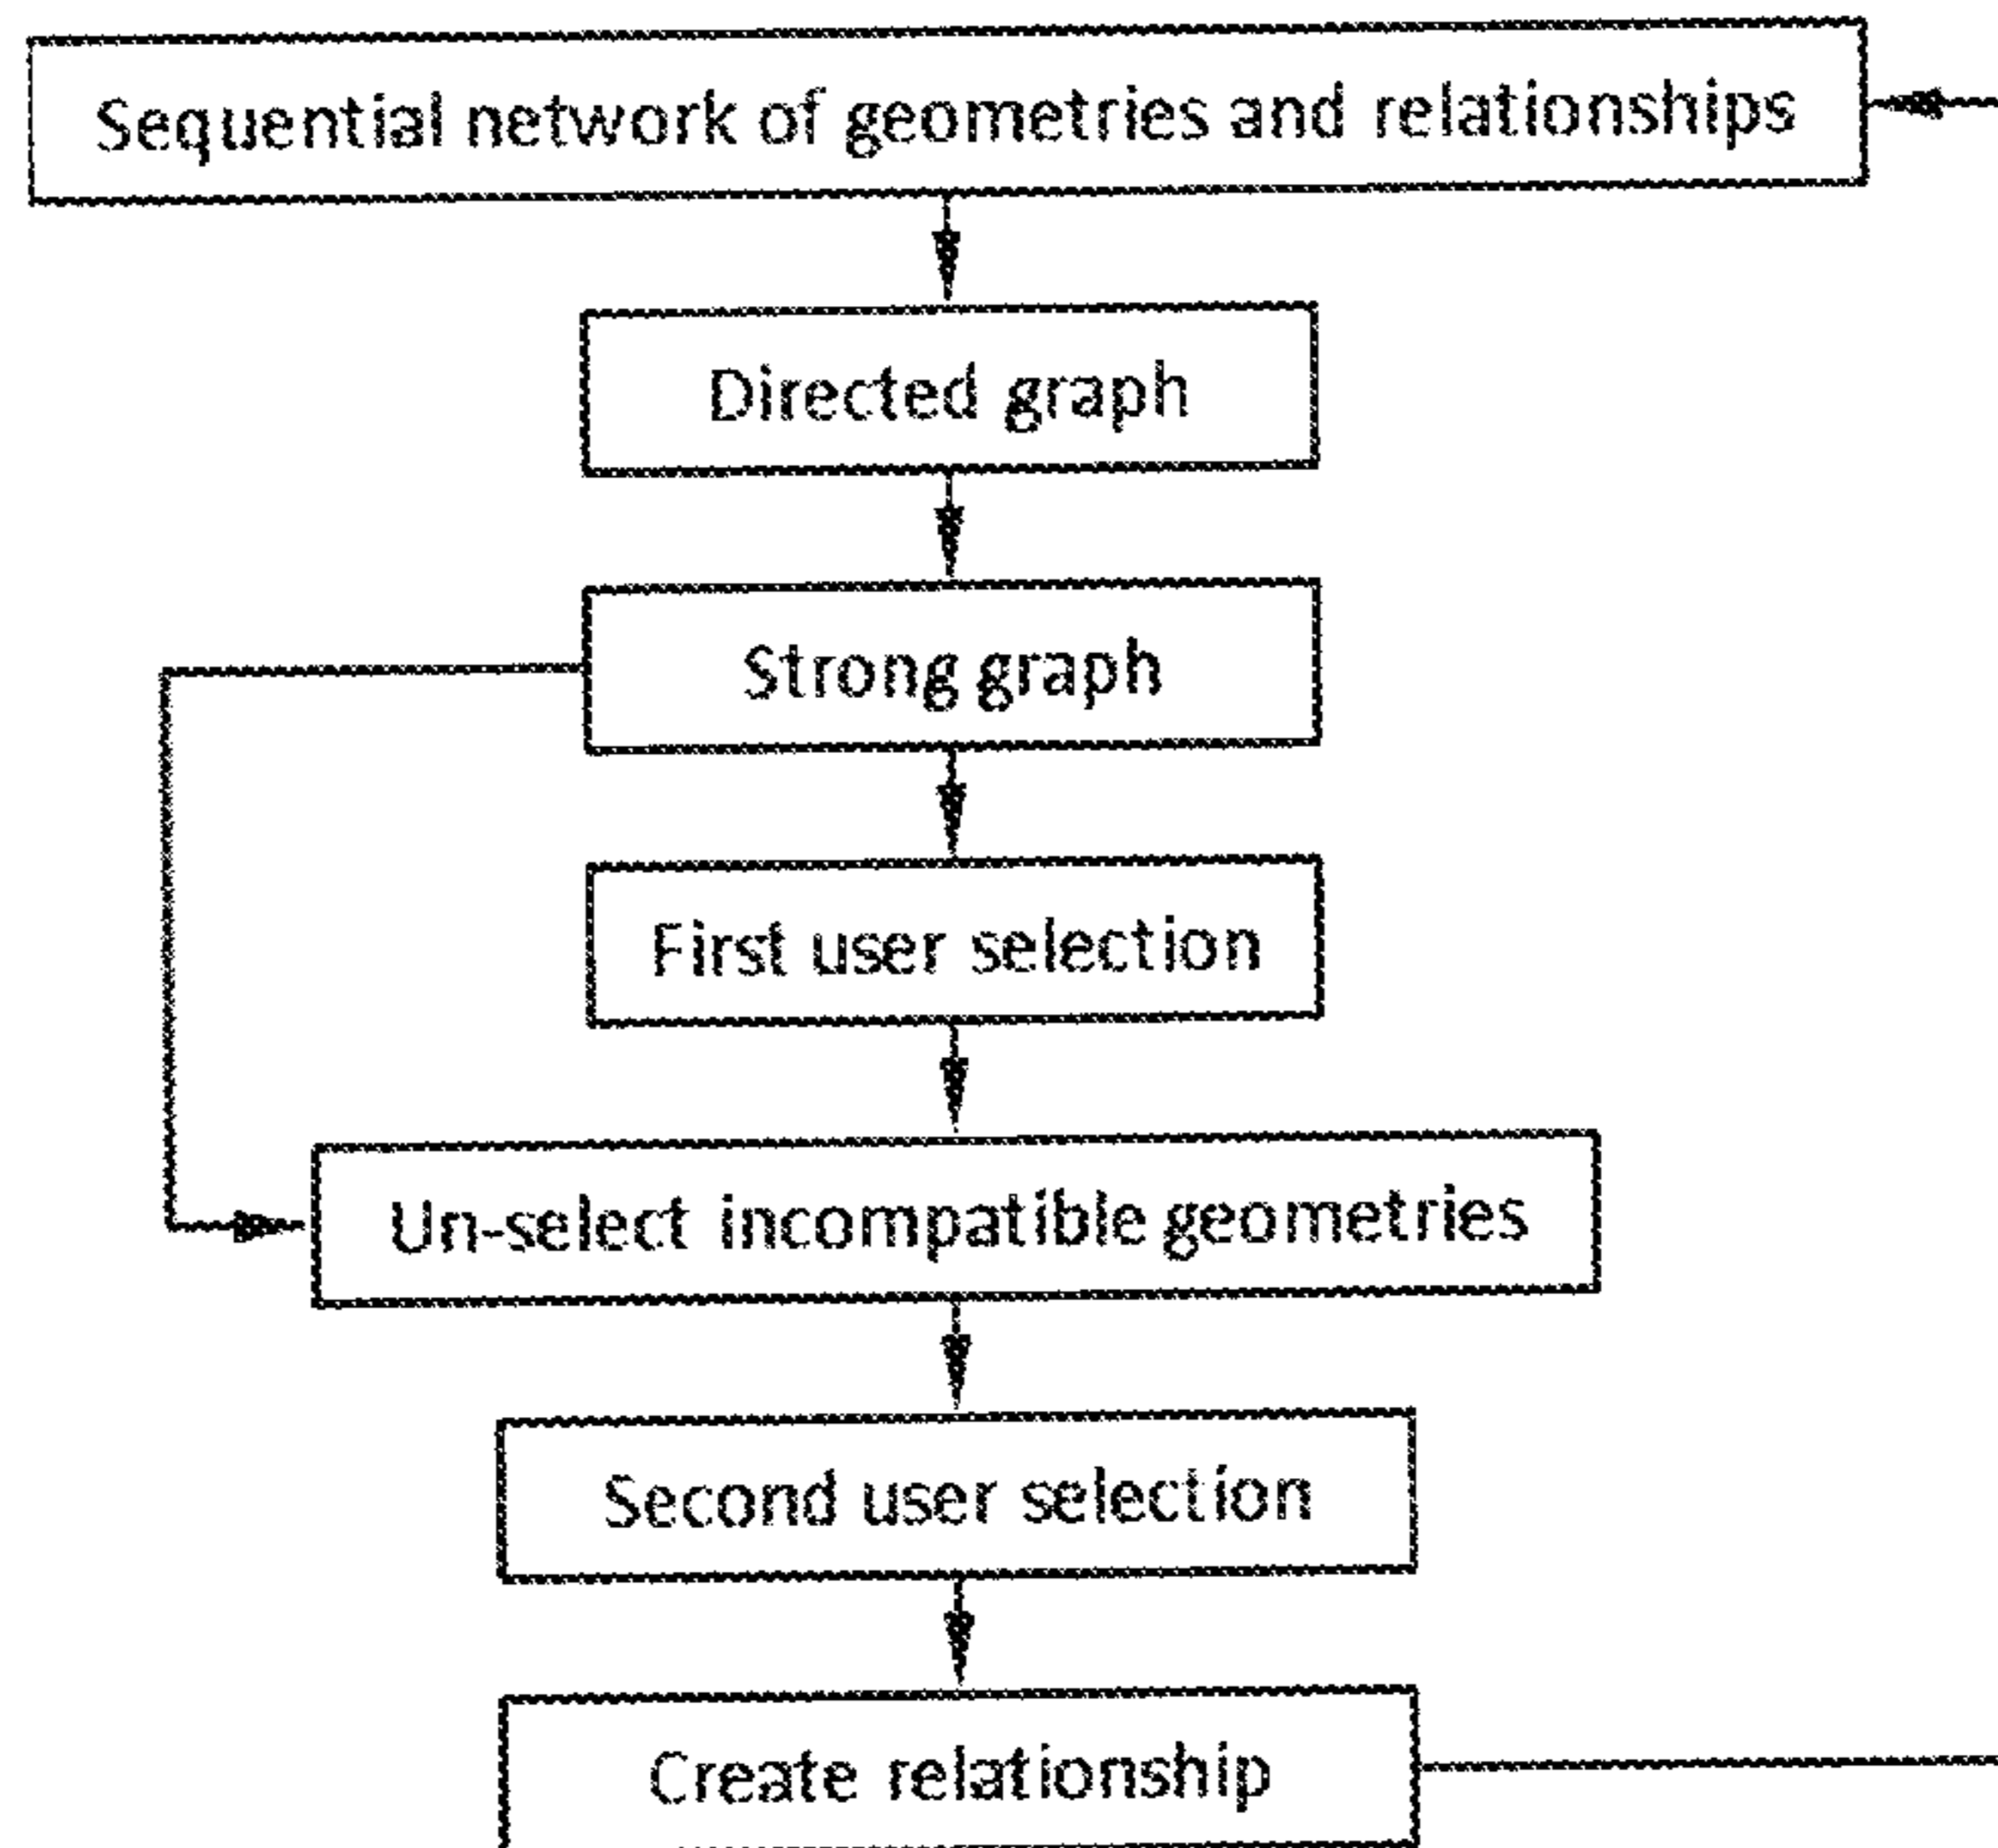 Sequential network of geometries and relationships
Directed graph
Strong graph
First user selection
Un-select incompatible geometries
Second user selection
Create relationship